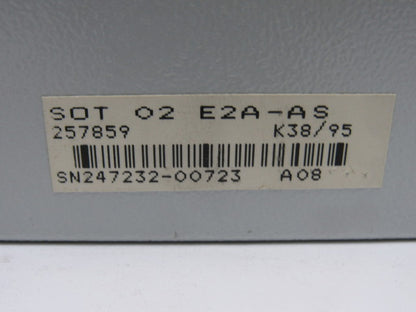 SOT 02 E2A-AS
257859 K38/95
SN247232-00723 A08